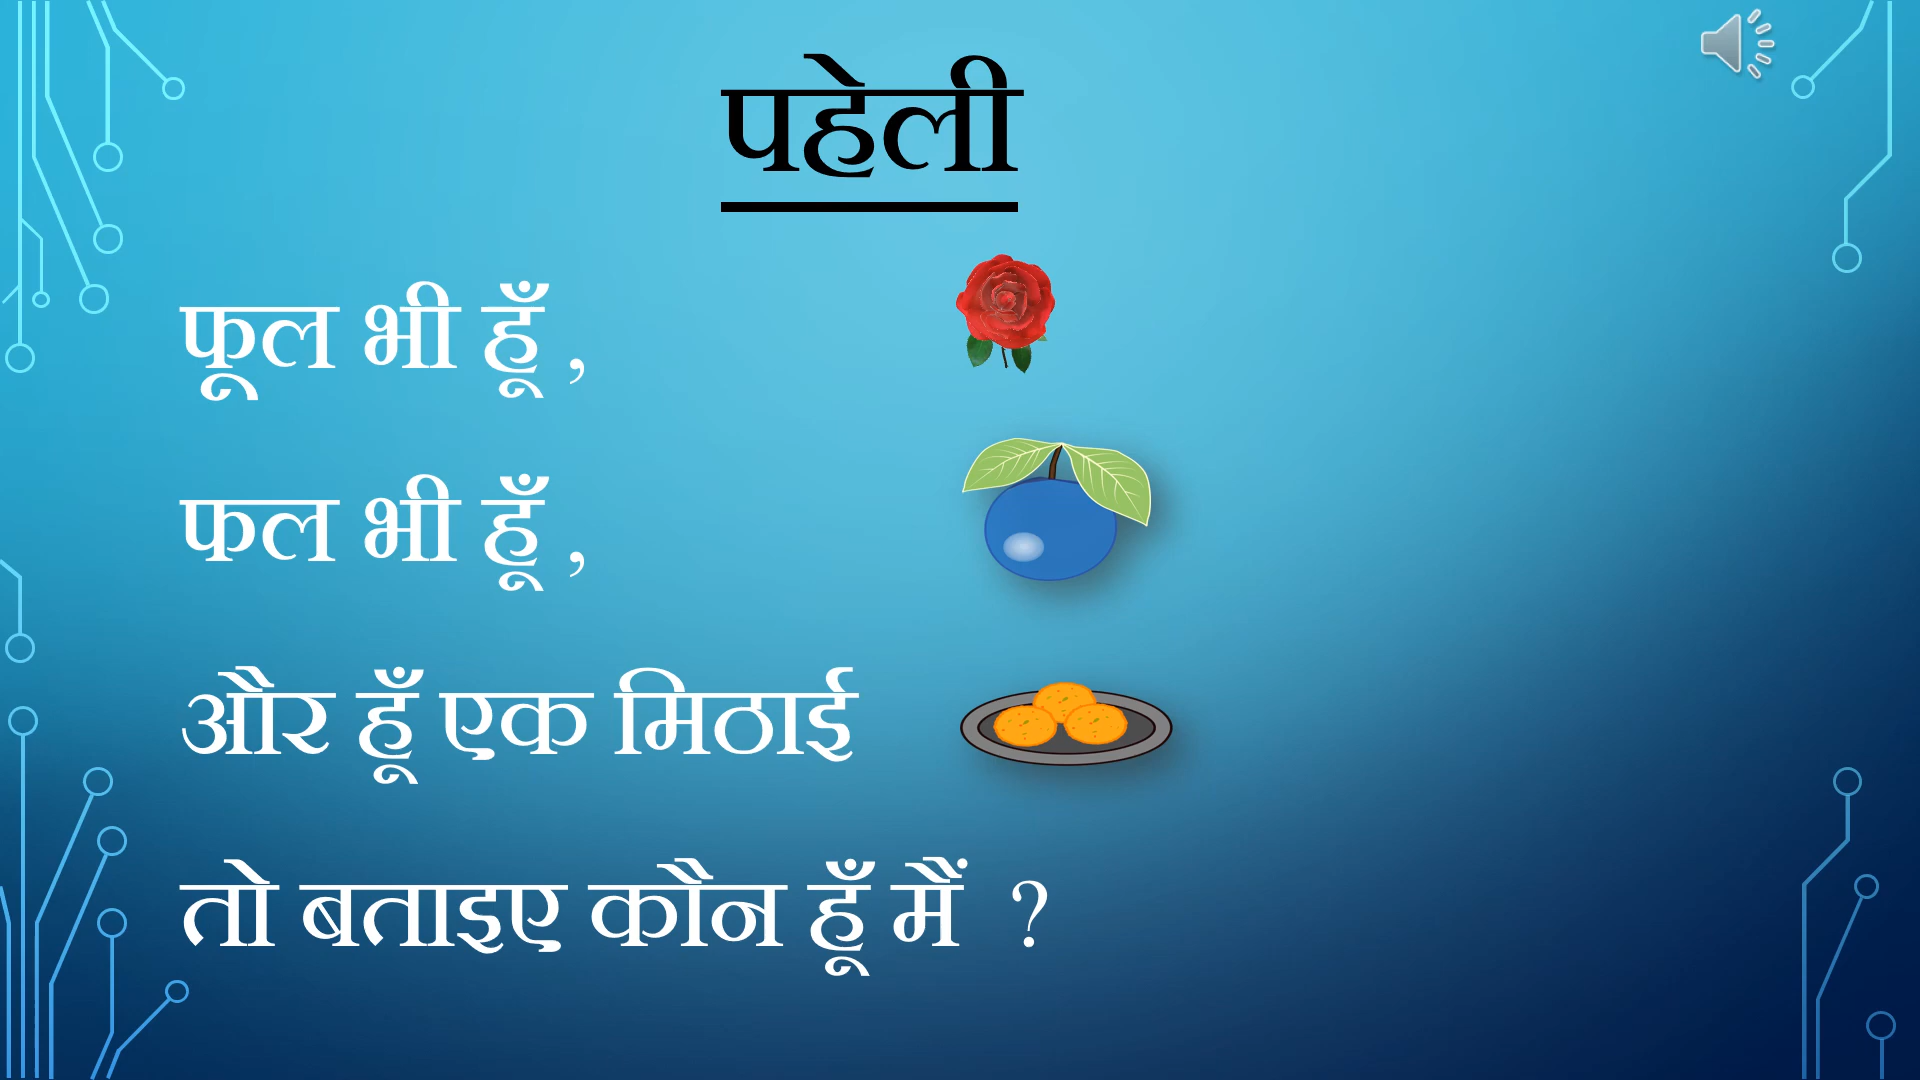 पहेली
फूल भी हूँ ,
फल भी हूँ ,
और हूँ एक मिठाई
तो बताइए कौन हूँ मैं ?